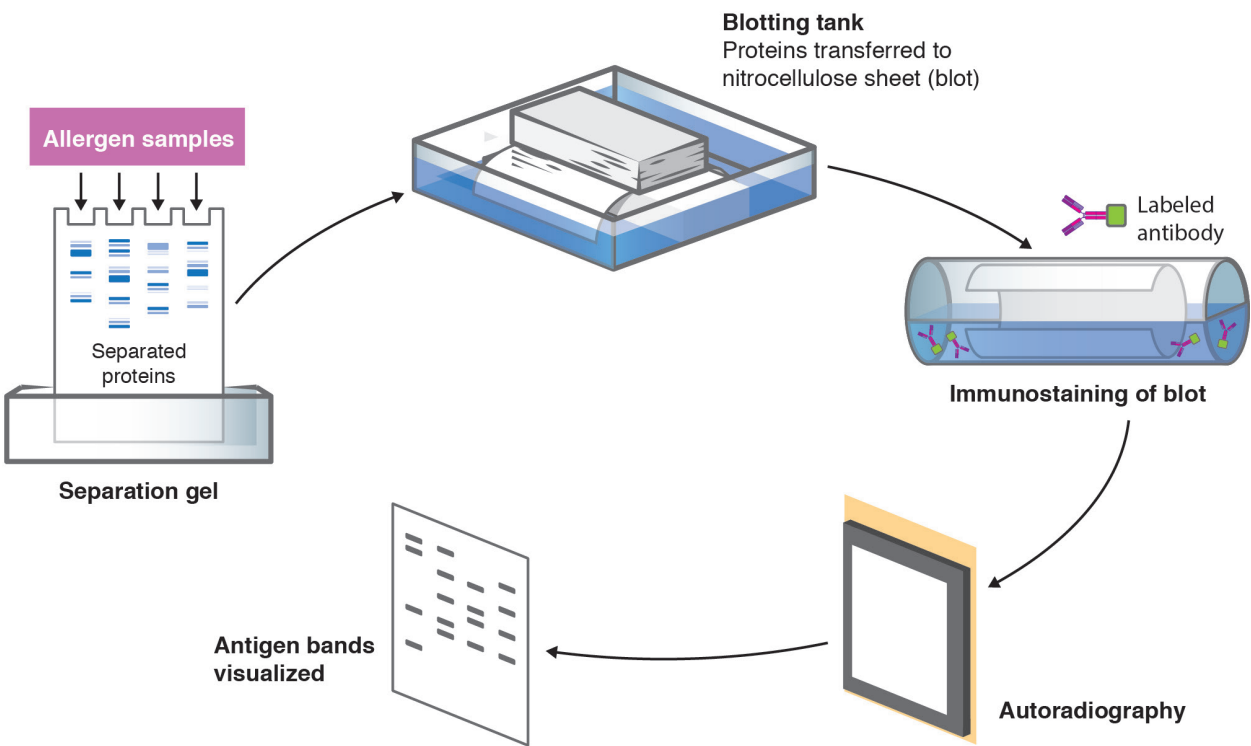 Blotting tank
Proteins transferred to
nitrocellulose sheet (blot)
Allergen samples
Labeled
antibody
Separated
proteins
Immunostaining of blot
Separation gel
Antigen bands
visualized
Autoradiography